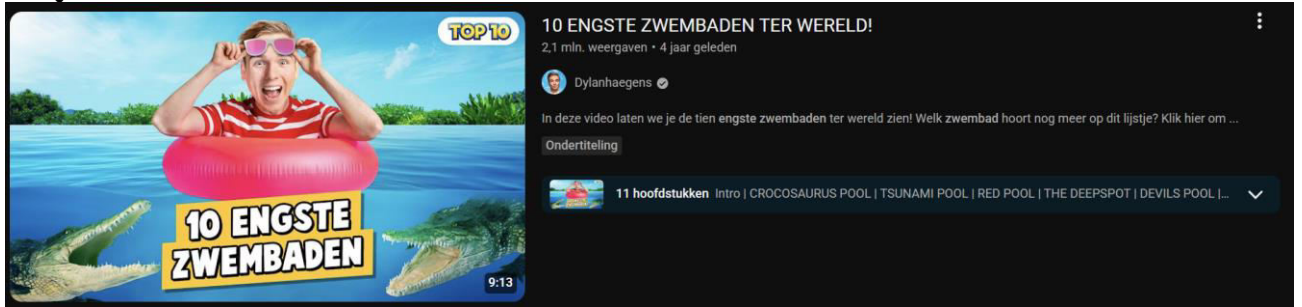 TOP 10
10 ENGSTE
ZWEMBADEN
9:13
10 ENGSTE ZWEMBADEN TER WERELD!
2,1 mln. weergaven • 4 jaar geleden
Dylanhaegens
In deze video laten we je de tien engste zwembaden ter wereld zien! Welk zwembad hoort nog meer op dit lijstje? Klik hier om ...
Ondertiteling
11 hoofdstukken Intro | CROCOSAURUS POOL | TSUNAMI POOL | RED POOL | THE DEEPSPOT | DEVILS POOL |...